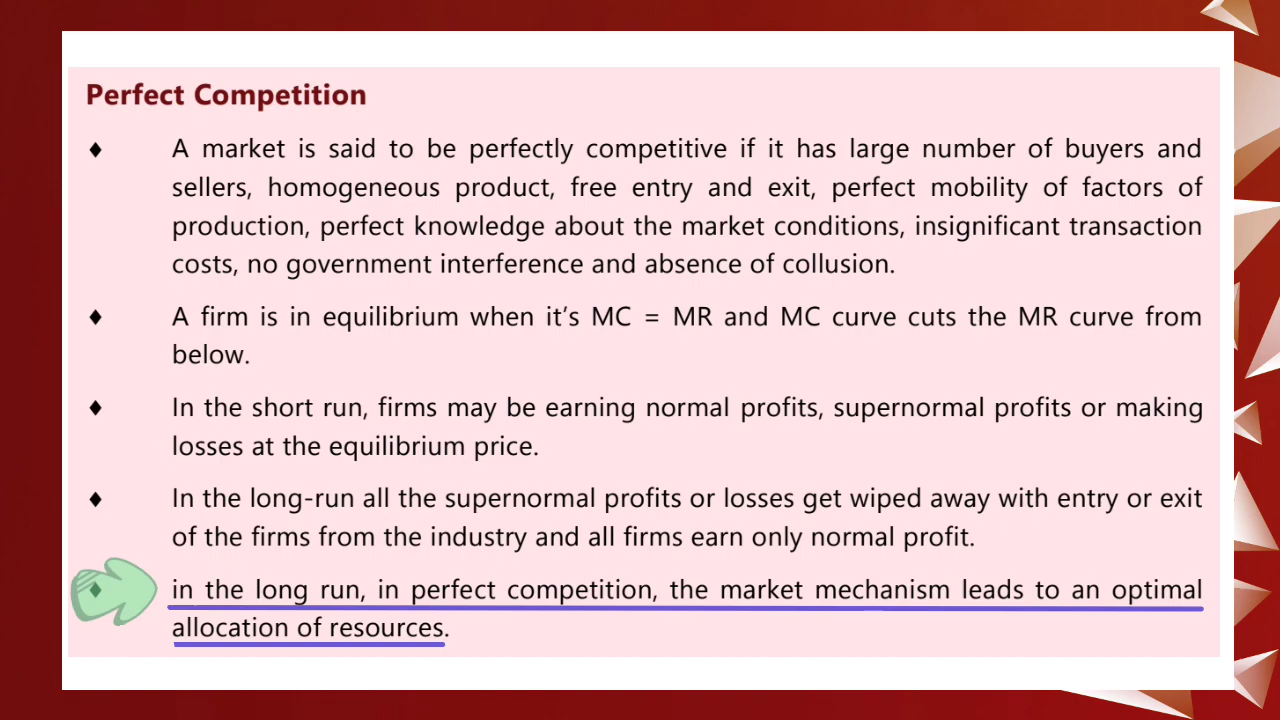 Perfect Competition
♦ A market is said to be perfectly competitive if it has large number of buyers and
sellers, homogeneous product, free entry and exit, perfect mobility of factors of
production, perfect knowledge about the market conditions, insignificant transaction
costs, no government interference and absence of collusion.
♦ A firm is in equilibrium when it’s MC = MR and MC curve cuts the MR curve from
below.
♦ In the short run, firms may be earning normal profits, supernormal profits or making
losses at the equilibrium price.
♦ In the long-run all the supernormal profits or losses get wiped away with entry or exit
of the firms from the industry and all firms earn only normal profit.
♦ in the long run, in perfect competition, the market mechanism leads to an optimal
allocation of resources.